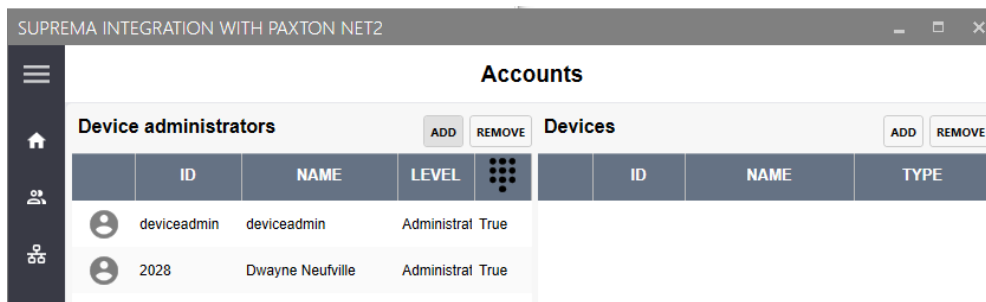 SUPREMA INTEGRATION WITH PAXTON NET2
Accounts
Device administrators ADD REMOVE Devices ADD REMOVE
ID NAME LEVEL ID NAME TYPE
deviceadmin deviceadmin Administrat True
2028 Dwayne Neufville Administrat True